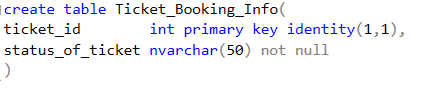 create table Ticket_Booking_Info(
ticket_id          int primary key identity(1,1),
status_of_ticket nvarchar(50) not null
)